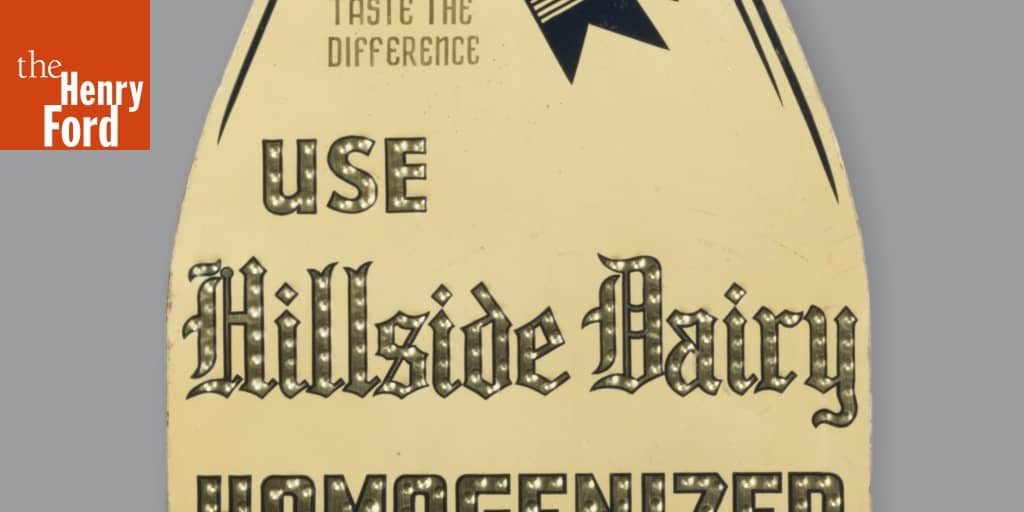 the
Henry
Ford
TASTE THE
DIFFERENCE
USE
Hillside Dairy
HOMOGENIZED